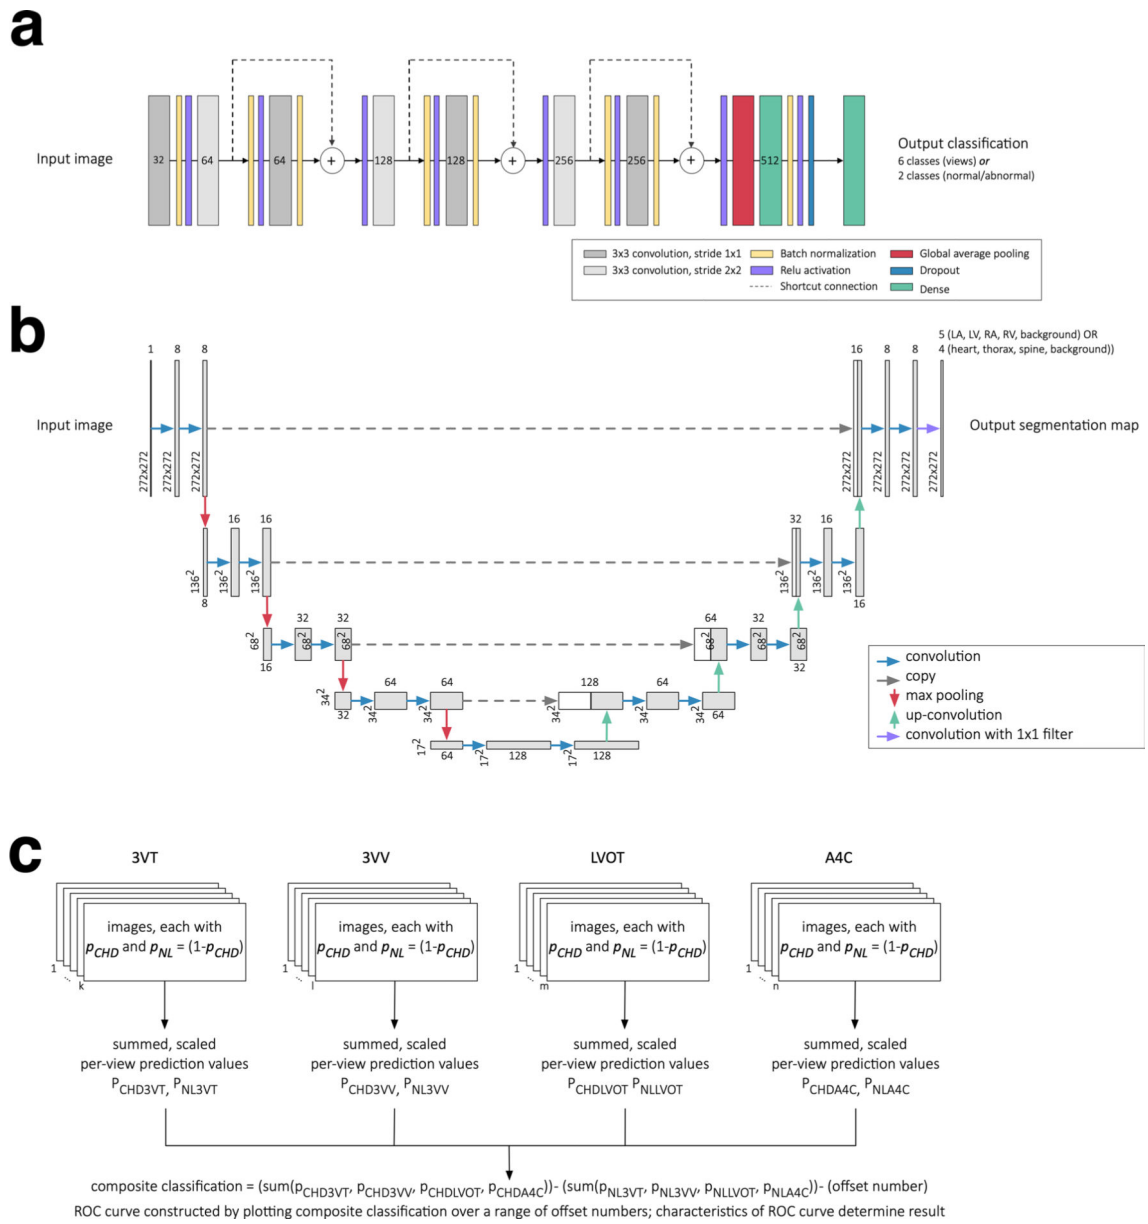 a
Input image
32
64
64
+
128
128
+
256
256
+
512
Output classification
6 classes (views) or
2 classes (normal/abnormal)
3x3 convolution, stride 1x1
3x3 convolution, stride 2x2
Batch normalization
Relu activation
Shortcut connection
Global average pooling
Dropout
Dense
b
5 (LA, LV, RA, RV, background) OR
4 (heart, thorax, spine, background))
1 8 8
16 8 8
Input image
Output segmentation map
272x272 272x272 272x272
272x272 272x272 272x272 272x272
16 16
32 16
136² 136² 136²
136² 136² 136²
8
16
32 32
64 32
68² 68² 68²
68² 68² 68²
16
32
64 64
128 64
34² 34² 34²
34² 34² 34²
32
64
17² 17² 17²
64 128 128
convolution
copy
max pooling
up-convolution
convolution with 1x1 filter
c
3VT
images, each with
pCHD and pNL = (1-pCHD)
1
...
k
summed, scaled
per-view prediction values
PCHD3VT, PNL3VT
3VV
images, each with
pCHD and pNL = (1-pCHD)
1
...
l
summed, scaled
per-view prediction values
PCHD3VV, PNL3VV
LVOT
images, each with
pCHD and pNL = (1-pCHD)
1
...
m
summed, scaled
per-view prediction values
PCHDLVOT PNLLVOT
A4C
images, each with
pCHD and pNL = (1-pCHD)
1
...
n
summed, scaled
per-view prediction values
PCHDA4C, PNLA4C
composite classification = (sum(pCHD3VT, pCHD3VV, pCHDLVOT, pCHDA4C))- (sum(pNL3VT, pNL3VV, pNLLVOT, pNLA4C))- (offset number)
ROC curve constructed by plotting composite classification over a range of offset numbers; characteristics of ROC curve determine result